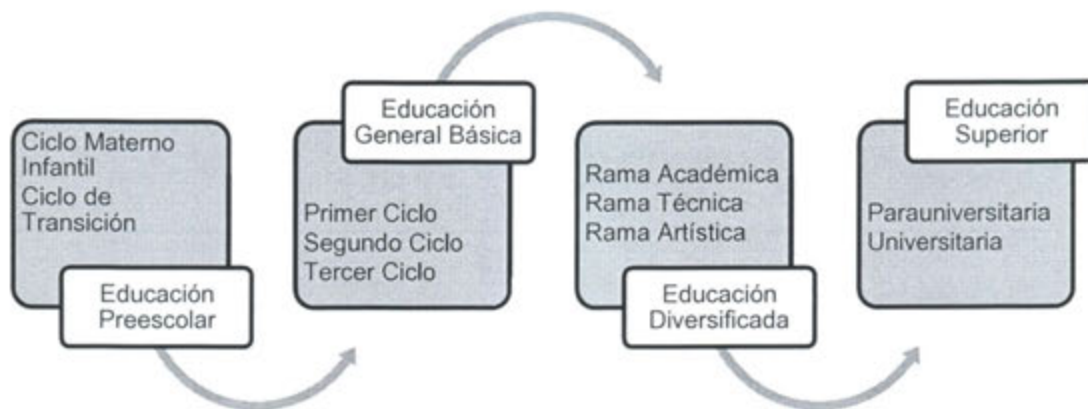 Ciclo Materno
Infantil
Ciclo de
Transición
Educación
Preescolar
Educación
General Básica
Primer Ciclo
Segundo Ciclo
Tercer Ciclo
Rama Académica
Rama Técnica
Rama Artística
Educación
Diversificada
Educación
Superior
Parauniversitaria
Universitaria